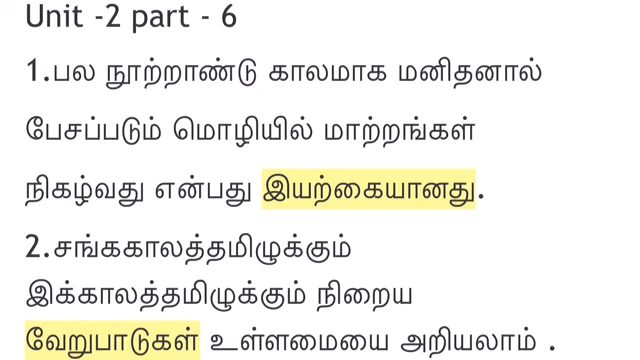 Unit -2 part - 6
1.பல நூற்றாண்டு காலமாக மனிதனால்
பேசப்படும் மொழியில் மாற்றங்கள்
நிகழ்வது என்பது இயற்கையானது.
2.சங்ககாலத்தமிழுக்கும்
இக்காலத்தமிழுக்கும் நிறைய
வேறுபாடுகள் உள்ளமையை அறியலாம் .